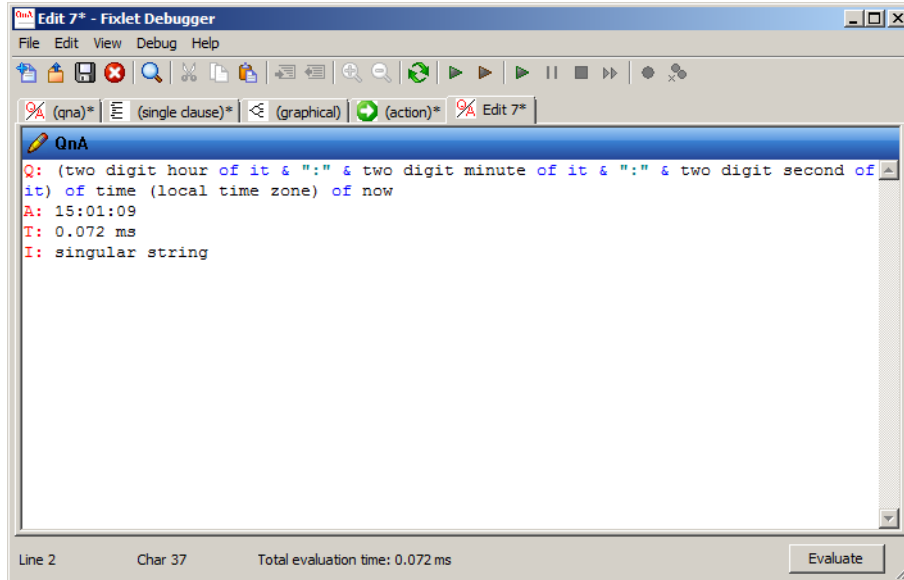 QnA Edit 7* - Fixlet Debugger
File Edit View Debug Help
(qna)* (single clause)* (graphical) (action)* Edit 7*
QnA
Q: (two digit hour of it & ":" & two digit minute of it & ":" & two digit second of
it) of time (local time zone) of now
A: 15:01:09
T: 0.072 ms
I: singular string
Line 2 Char 37 Total evaluation time: 0.072 ms Evaluate